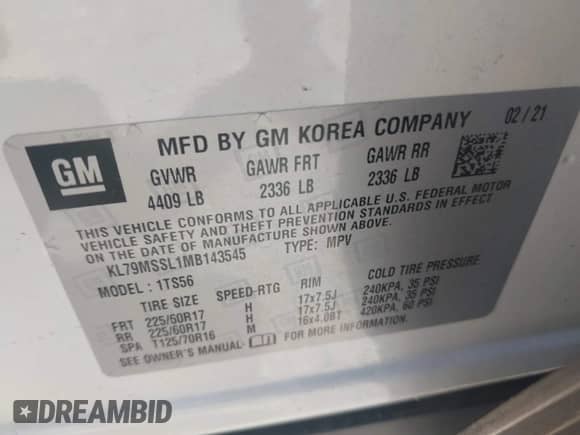 GM
MFD BY GM KOREA COMPANY 02 / 21
GVWR GAWR FRT GAWR RR
4409 LB 2336 LB 2336 LB
THIS VEHICLE CONFORMS TO ALL APPLICABLE U.S. FEDERAL MOTOR
VEHICLE SAFETY AND THEFT PREVENTION STANDARDS IN EFFECT
ON THE DATE OF MANUFACTURE SHOWN ABOVE.
KL79MSSL1MB143545 TYPE: MPV
MODEL : 1TS56
TIRE SIZE SPEED-RTG RIM COLD TIRE PRESSURE
FRT 225/60R17 H 17x7.5J 240KPA, 35 PSI
RR 225/60R17 H 17x7.5J 240KPA, 35 PSI
SPA T125/70R16 M 16x4.0BT 420KPA, 60 PSI
SEE OWNER'S MANUAL FOR MORE INFORMATION.
DREAMBID